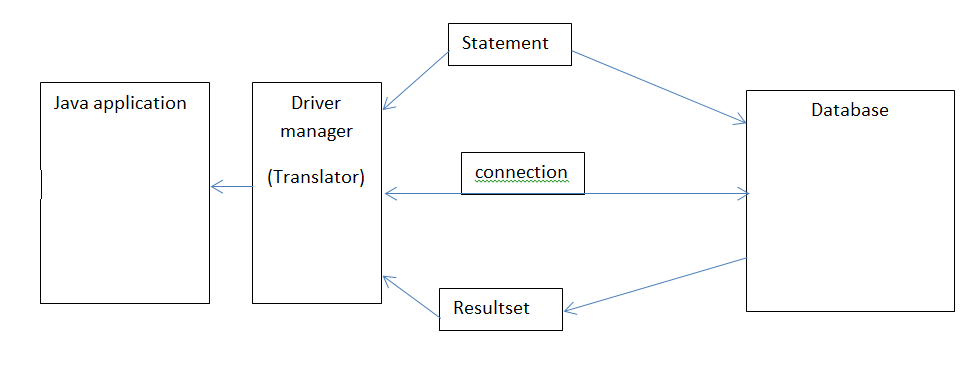 Statement
Java application
Driver
manager
(Translator)
Database
connection
Resultset